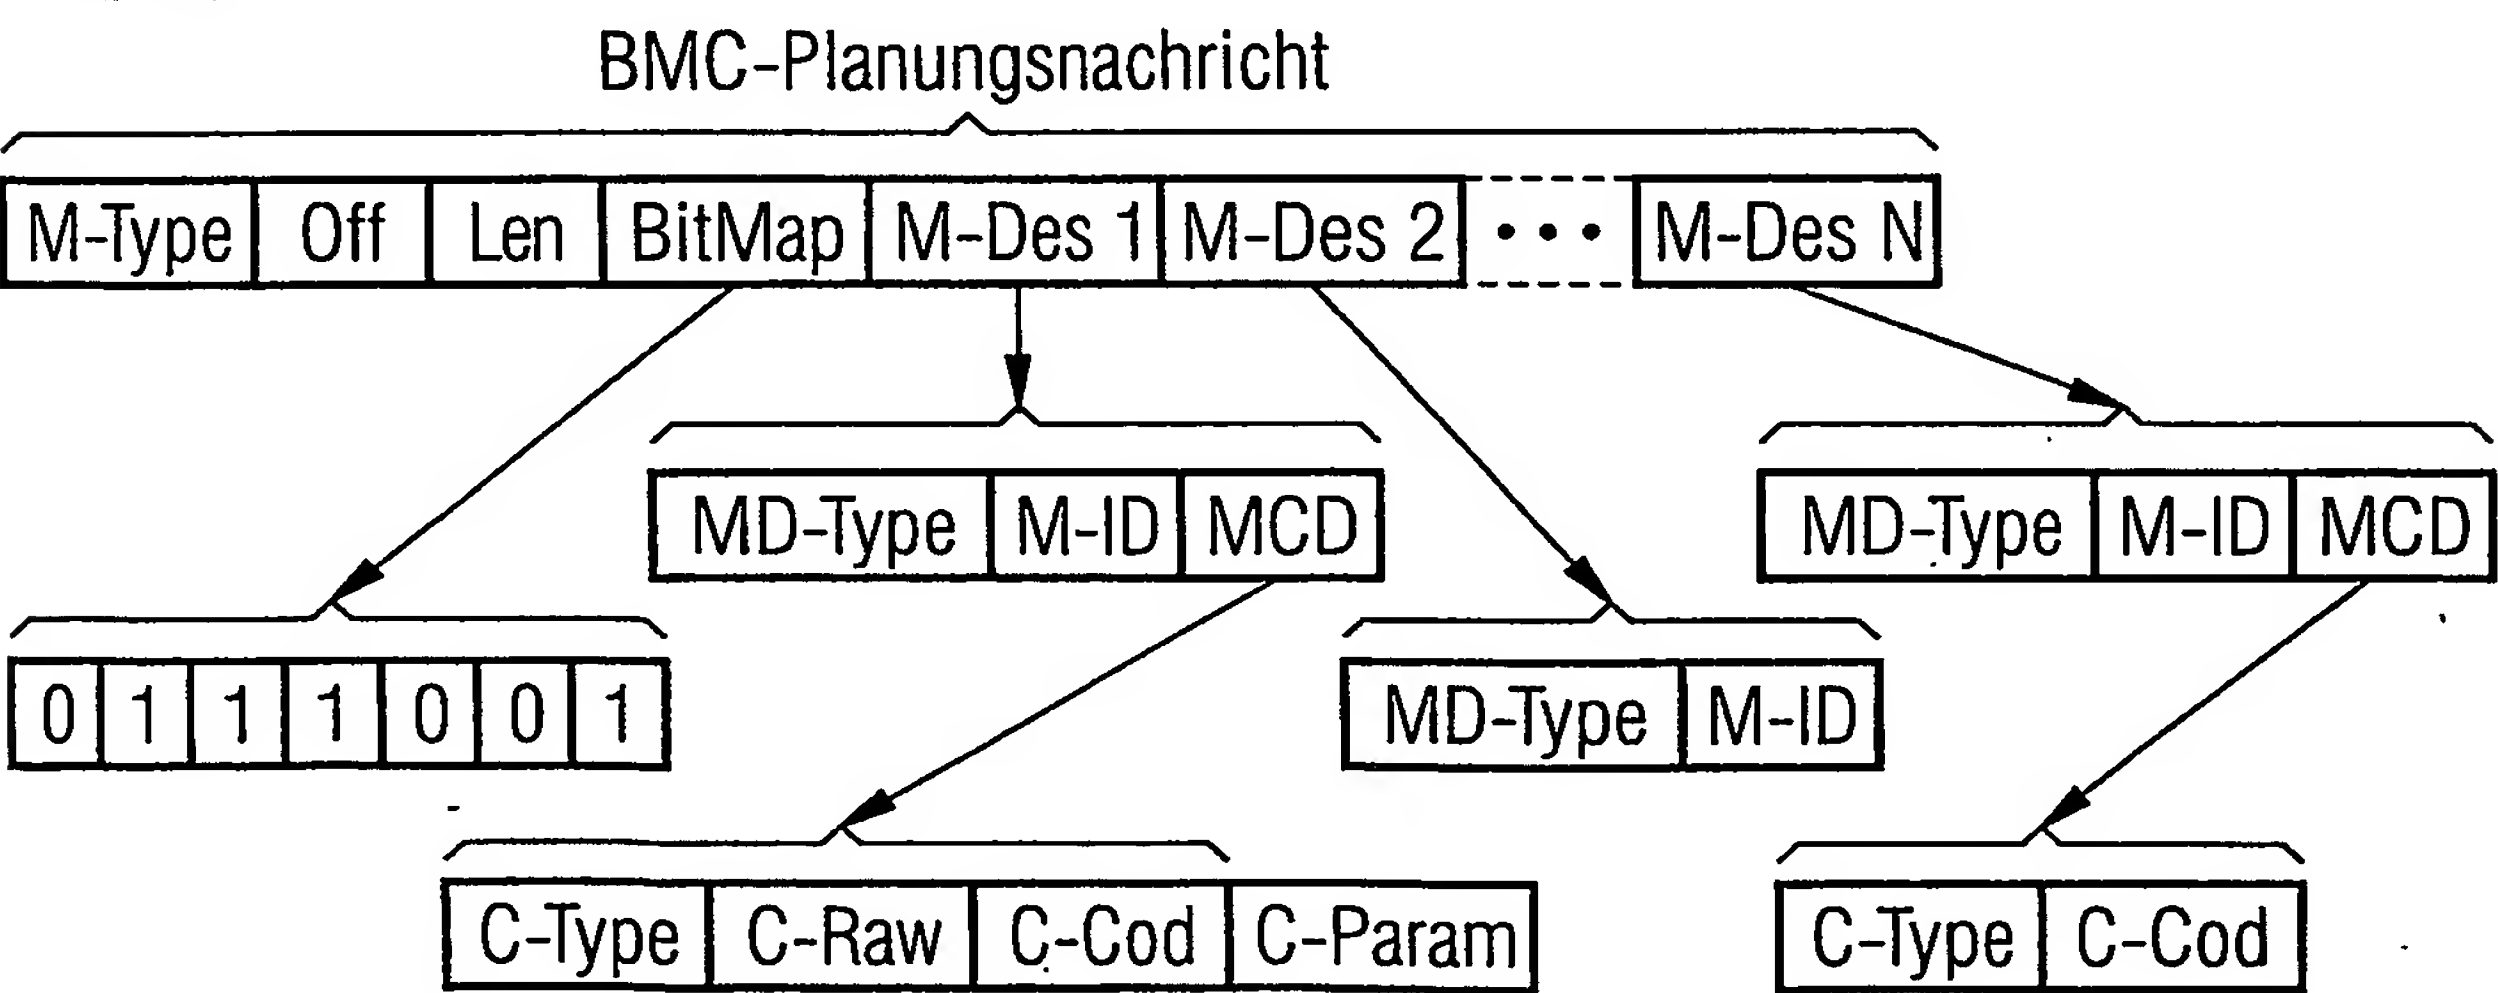 BMC-Planungsnachricht
M-Type Off Len BitMap M-Des 1 M-Des 2 ••• M-Des N
MD-Type M-ID MCD MD-Type M-ID MCD
0 1 1 1 0 0 1 MD-Type M-ID
C-Type C-Raw C-Cod C-Param C-Type C-Cod